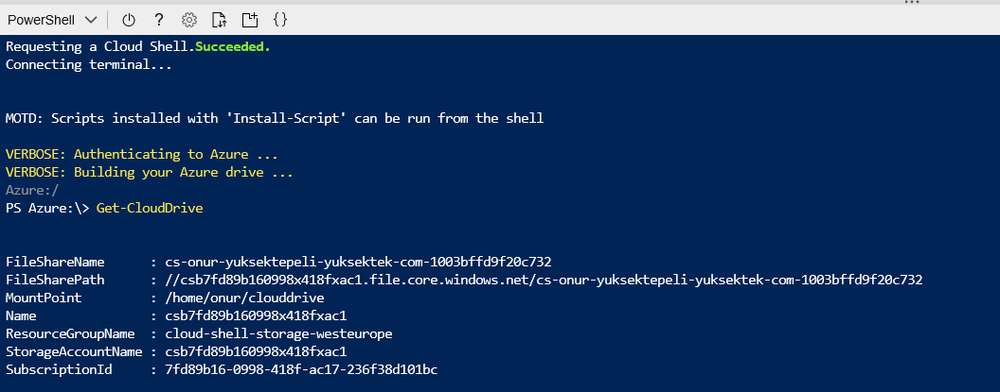 PowerShell ? {}
Requesting a Cloud Shell.Succeeded.
Connecting terminal...
MOTD: Scripts installed with 'Install-Script' can be run from the shell
VERBOSE: Authenticating to Azure ...
VERBOSE: Building your Azure drive ...
Azure:/
PS Azure:\> Get-CloudDrive
FileShareName      : cs-onur-yuksektepeli-yuksektek-com-1003bffd9f20c732
FileSharePath      : //csb7fd89b160998x418fxac1.file.core.windows.net/cs-onur-yuksektepeli-yuksektek-com-1003bffd9f20c732
MountPoint         : /home/onur/clouddrive
Name               : csb7fd89b160998x418fxac1
ResourceGroupName  : cloud-shell-storage-westeurope
StorageAccountName : csb7fd89b160998x418fxac1
SubscriptionId     : 7fd89b16-0998-418f-ac17-236f38d101bc